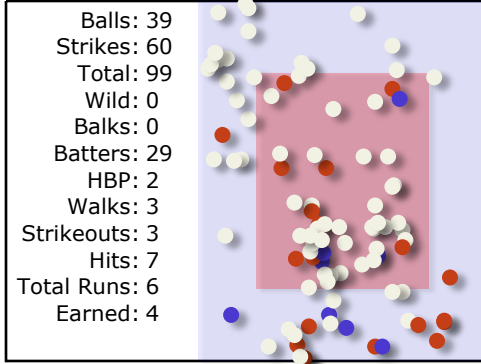 Balls: 39
Strikes: 60
Total: 99
Wild: 0
Balks: 0
Batters: 29
HBP: 2
Walks: 3
Strikeouts: 3
Hits: 7
Total Runs: 6
Earned: 4